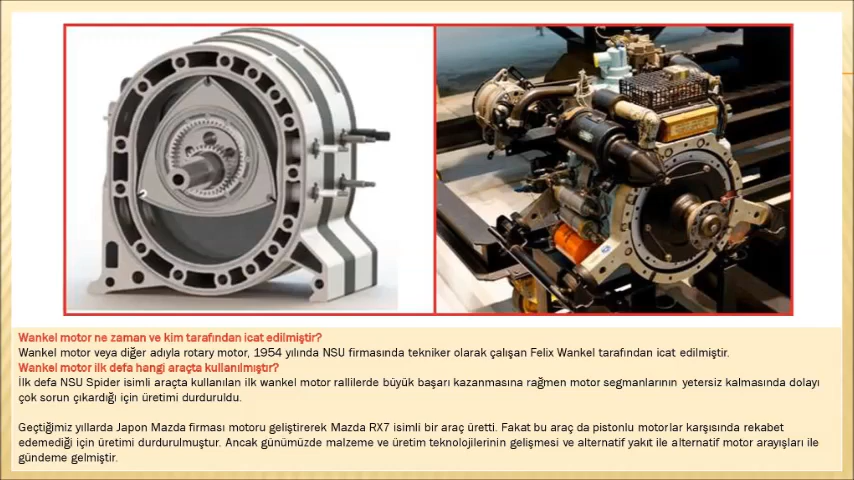 Wankel motor ne zaman ve kim tarafından icat edilmiştir?
Wankel motor veya diğer adıyla rotary motor, 1954 yılında NSU firmasında tekniker olarak çalışan Felix Wankel tarafından icat edilmiştir.
Wankel motor ilk defa hangi araçta kullanılmıştır?
İlk defa NSU Spider isimli araçta kullanılan ilk wankel motor rallilerde büyük başarı kazanmasına rağmen motor segmanlarının yetersiz kalmasında dolayı
çok sorun çıkardığı için üretimi durduruldu.
Geçtiğimiz yıllarda Japon Mazda firması motoru geliştirerek Mazda RX7 isimli bir araç üretti. Fakat bu araç da pistonlu motorlar karşısında rekabet
edemediği için üretimi durdurulmuştur. Ancak günümüzde malzeme ve üretim teknolojilerinin gelişmesi ve alternatif yakıt ile alternatif motor arayışları ile
gündeme gelmiştir.